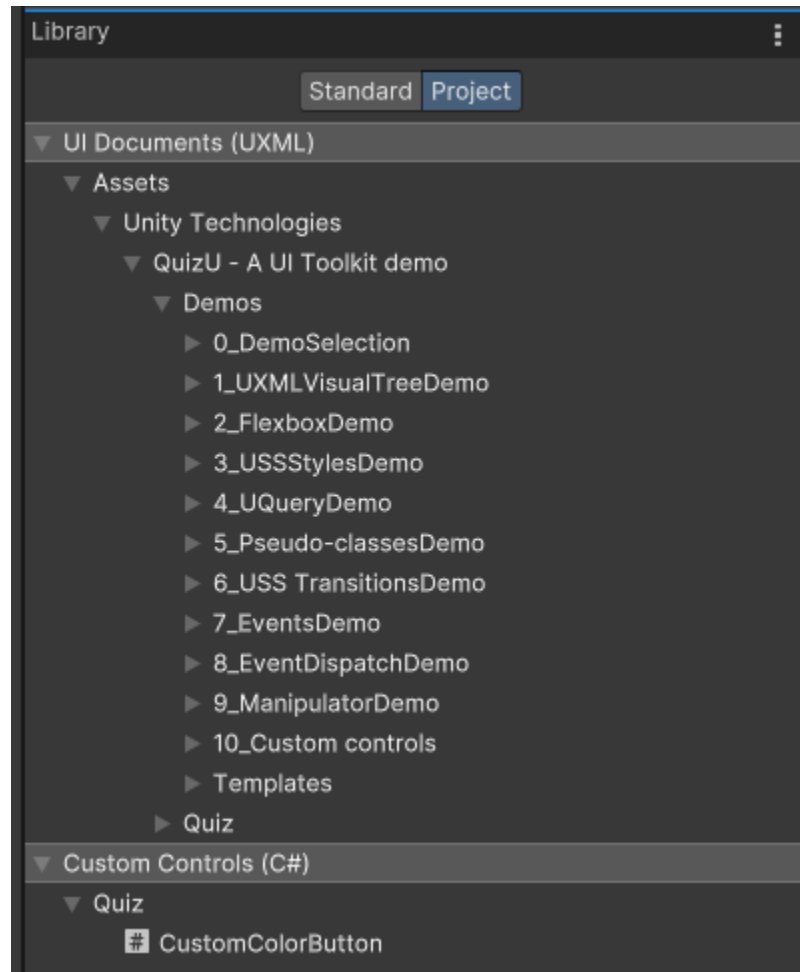 Library
Standard Project
UI Documents (UXML)
Assets
Unity Technologies
QuizU - A UI Toolkit demo
Demos
0_DemoSelection
1_UXMLVisualTreeDemo
2_FlexboxDemo
3_USSStylesDemo
4_UQueryDemo
5_Pseudo-classesDemo
6_USS TransitionsDemo
7_EventsDemo
8_EventDispatchDemo
9_ManipulatorDemo
10_Custom controls
Templates
Quiz
Custom Controls (C#)
Quiz
# CustomColorButton